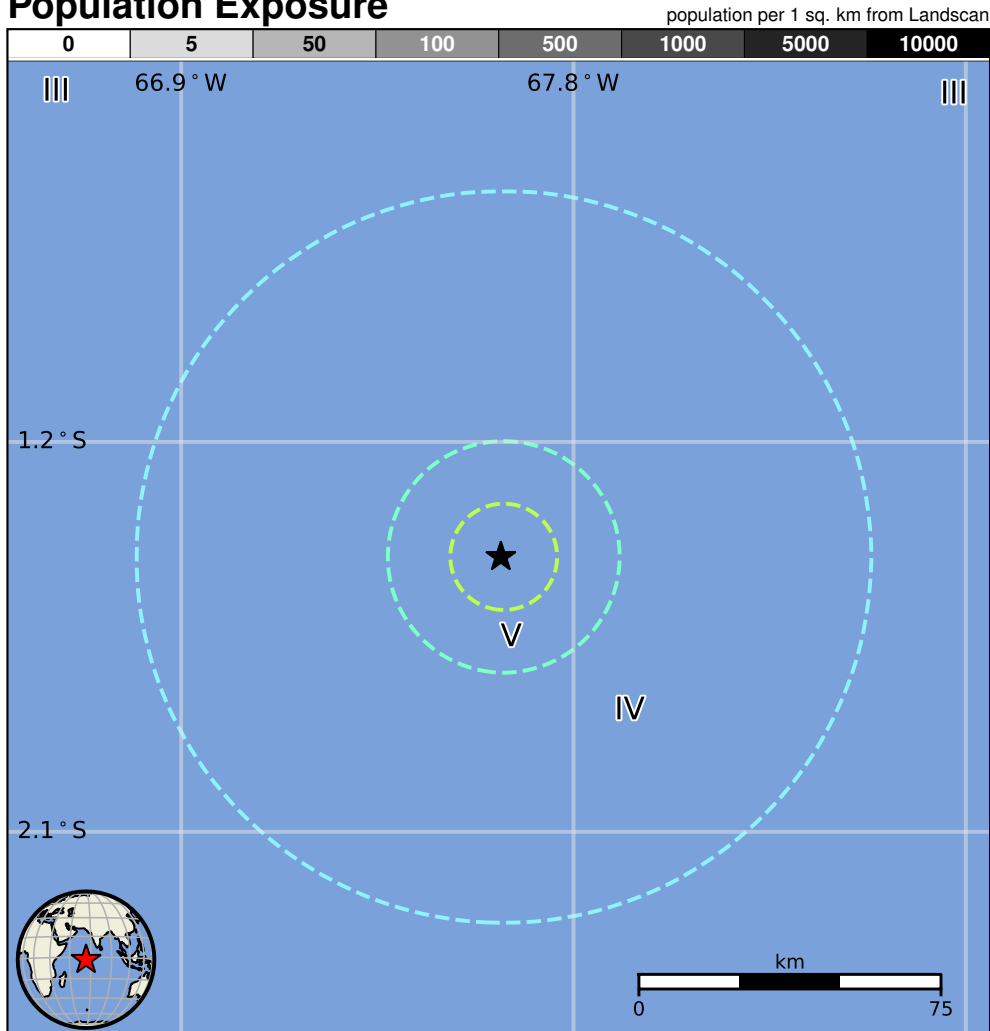 Population Exposure
population per 1 sq. km from Landscan
0 5 50 100 500 1000 5000 10000
III 66.9°W 67.8°W III
1.2°S
V
IV
2.1°S
km
0 75